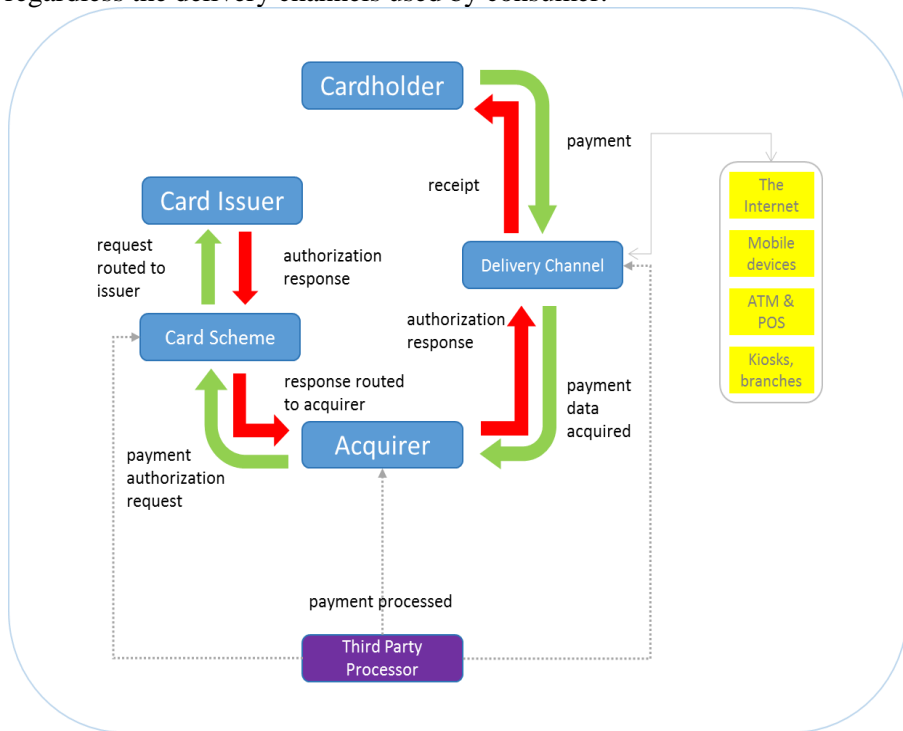 regardless the delivery channels used by consumer.
Cardholder
payment
receipt
The
Internet
Mobile
devices
ATM &
POS
Kiosks,
branches
Card Issuer
request
routed to
issuer
authorization
response
Delivery Channel
Card Scheme
authorization
response
response routed
to acquirer
payment
data
acquired
Acquirer
payment
authorization
request
payment processed
Third Party
Processor